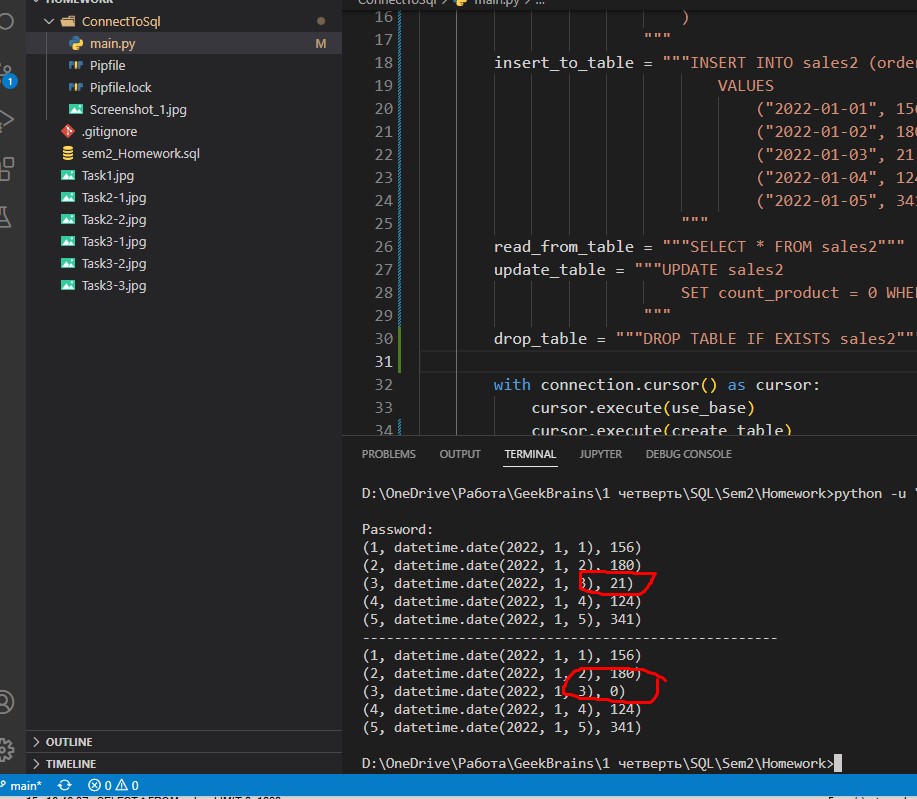 HOMEWORK
ConnectToSql
main.py M
Pipfile
Pipfile.lock
Screenshot_1.jpg
.gitignore
sem2_Homework.sql
Task1.jpg
Task2-1.jpg
Task2-2.jpg
Task3-1.jpg
Task3-2.jpg
Task3-3.jpg
OUTLINE
TIMELINE
1
ConnectToSql > main.py > ...
16 )
17 """
18 insert_to_table = """INSERT INTO sales2 (order
19 VALUES
20 ("2022-01-01", 156
21 ("2022-01-02", 180
22 ("2022-01-03", 21
23 ("2022-01-04", 124
24 ("2022-01-05", 341
25 """
26 read_from_table = """SELECT * FROM sales2"""
27 update_table = """UPDATE sales2
28 SET count_product = 0 WHE
29 """
30 drop_table = """DROP TABLE IF EXISTS sales2"""
31
32 with connection.cursor() as cursor:
33 cursor.execute(use_base)
34 cursor.execute(create_table)
PROBLEMS OUTPUT TERMINAL JUPYTER DEBUG CONSOLE
D:\OneDrive\Работа\GeekBrains\1 четверть\SQL\Sem2\Homework>python -u "
Password:
(1, datetime.date(2022, 1, 1), 156)
(2, datetime.date(2022, 1, 2), 180)
(3, datetime.date(2022, 1, 3), 21)
(4, datetime.date(2022, 1, 4), 124)
(5, datetime.date(2022, 1, 5), 341)
----------------------------------------------------
(1, datetime.date(2022, 1, 1), 156)
(2, datetime.date(2022, 1, 2), 180)
(3, datetime.date(2022, 1, 3), 0)
(4, datetime.date(2022, 1, 4), 124)
(5, datetime.date(2022, 1, 5), 341)
D:\OneDrive\Работа\GeekBrains\1 четверть\SQL\Sem2\Homework>
main* 0 0